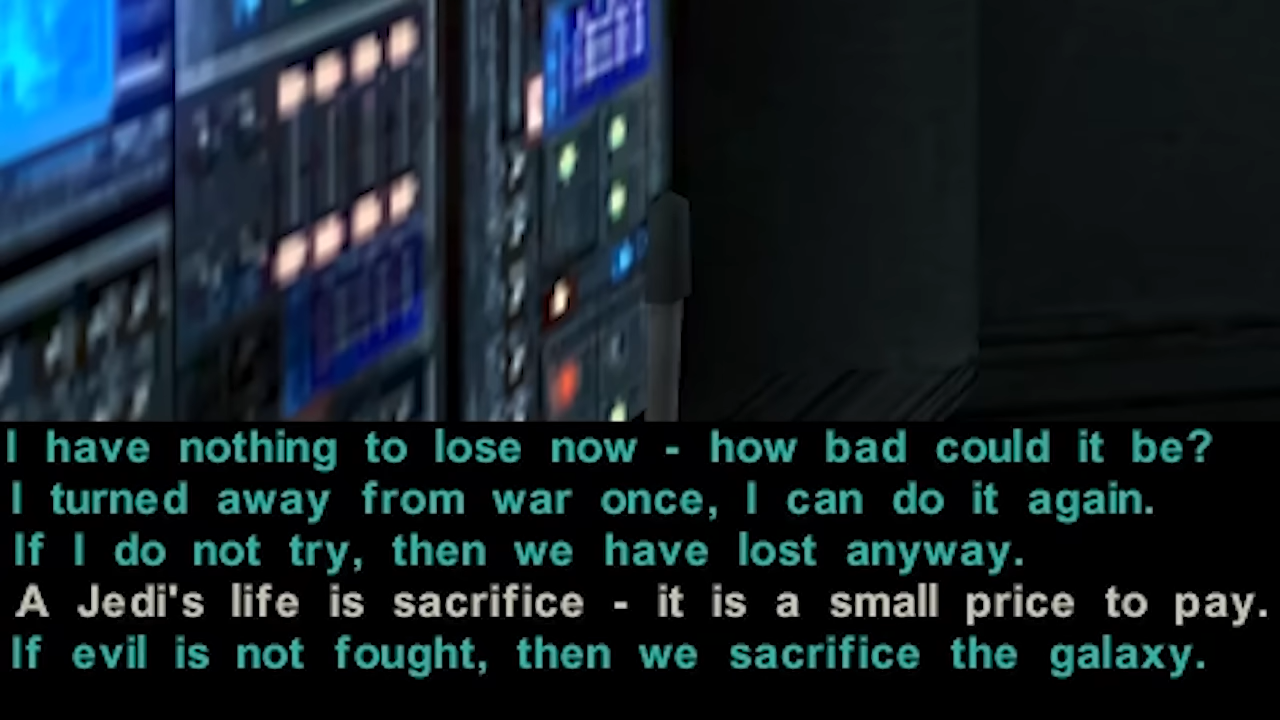 I have nothing to lose now - how bad could it be?
I turned away from war once, I can do it again.
If I do not try, then we have lost anyway.
A Jedi's life is sacrifice - it is a small price to pay.
If evil is not fought, then we sacrifice the galaxy.